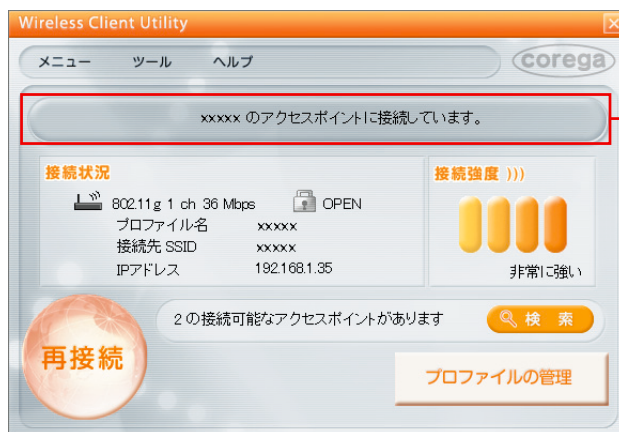 Wireless Client Utility
メニュー ツール ヘルプ corega
xxxxx のアクセスポイントに接続しています。
接続状況
802.11g 1 ch 36 Mbps OPEN
プロファイル名 xxxxx
接続先 SSID xxxxx
IPアドレス 192.168.1.35
接続強度 )))
非常に強い
2 の接続可能なアクセスポイントがあります
検 索
再接続
プロファイルの管理